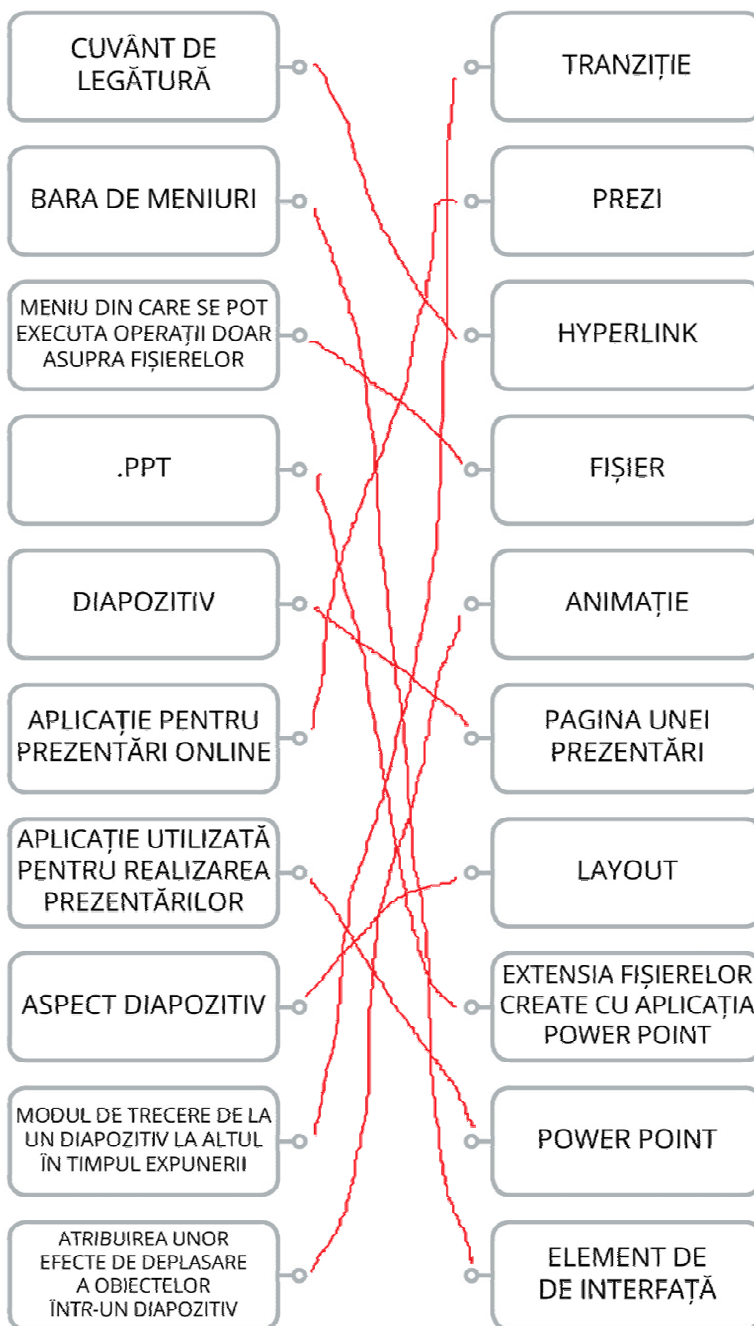 CUVÂNT DE
LEGĂTURĂ
TRANZIȚIE
BARA DE MENIURI
PREZI
MENIU DIN CARE SE POT
EXECUTA OPERAȚII DOAR
ASUPRA FIȘIERELOR
HYPERLINK
.PPT
FIȘIER
DIAPOZITIV
ANIMAȚIE
APLICAȚIE PENTRU
PREZENTĂRI ONLINE
PAGINA UNEI
PREZENTĂRI
APLICAȚIE UTILIZATĂ
PENTRU REALIZAREA
PREZENTĂRILOR
LAYOUT
ASPECT DIAPOZITIV
EXTENSIA FIȘIERELOR
CREATE CU APLICAȚIA
POWER POINT
MODUL DE TRECERE DE LA
UN DIAPOZITIV LA ALTUL
ÎN TIMPUL EXPUNERII
POWER POINT
ATRIBUIREA UNOR
EFECTE DE DEPLASARE
A OBIECTELOR
ÎNTR-UN DIAPOZITIV
ELEMENT DE
DE INTERFAȚĂ